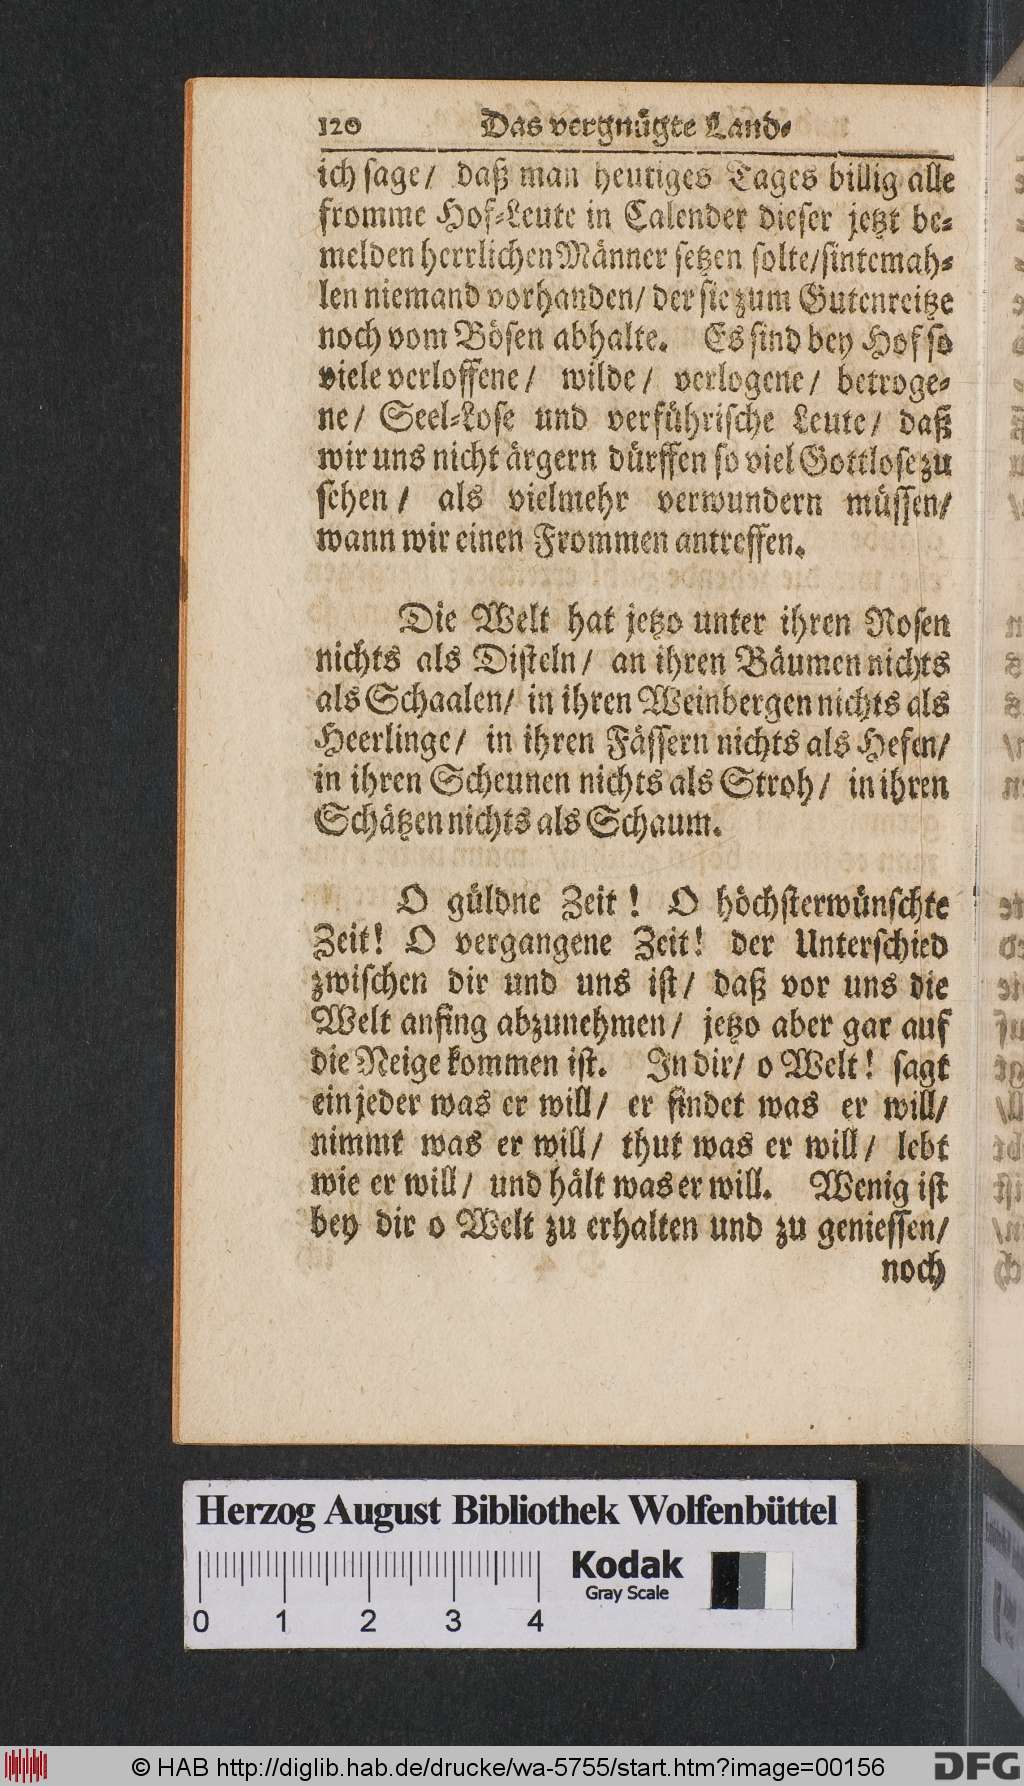 120 Das vergnügte Land-
ich sage/ daß man heutiges Tages billig alle
fromme Hof-Leute in Calender dieser jetzt be-
melden herrlichen Männer setzen solte/sintemah-
len niemand vorhanden/ der sie zum Guten reitze
noch vom Bösen abhalte. Es sind bey Hof so
viele verloffene/ wilde/ verlogene/ betroge-
ne/ Seel-Lose und verführische Leute/ daß
wir uns nicht ärgern dürffen so viel Gottlose zu
sehen/ als vielmehr verwundern müssen/
wann wir einen Frommen antreffen.
Die Welt hat jetzo unter ihren Rosen
nichts als Disteln/ an ihren Bäumen nichts
als Schaalen/ in ihren Weinbergen nichts als
Heerlinge/ in ihren Fässern nichts als Hefen/
in ihren Scheunen nichts als Stroh/ in ihren
Schätzen nichts als Schaum.
O güldne Zeit! O höchsterwünschte
Zeit! O vergangene Zeit! der Unterschied
zwischen dir und uns ist/ daß vor uns die
Welt anfing abzunehmen/ jetzo aber gar auf
die Neige kommen ist. In dir/ o Welt! sagt
ein jeder was er will/ er findet was er will/
nimmt was er will/ thut was er will/ lebt
wie er will/ und hält was er will. Wenig ist
bey dir o Welt zu erhalten und zu geniessen/
noch
Herzog August Bibliothek Wolfenbüttel
Kodak
Gray Scale
0 1 2 3 4
© HAB http://diglib.hab.de/drucke/wa-5755/start.htm?image=00156
DFG